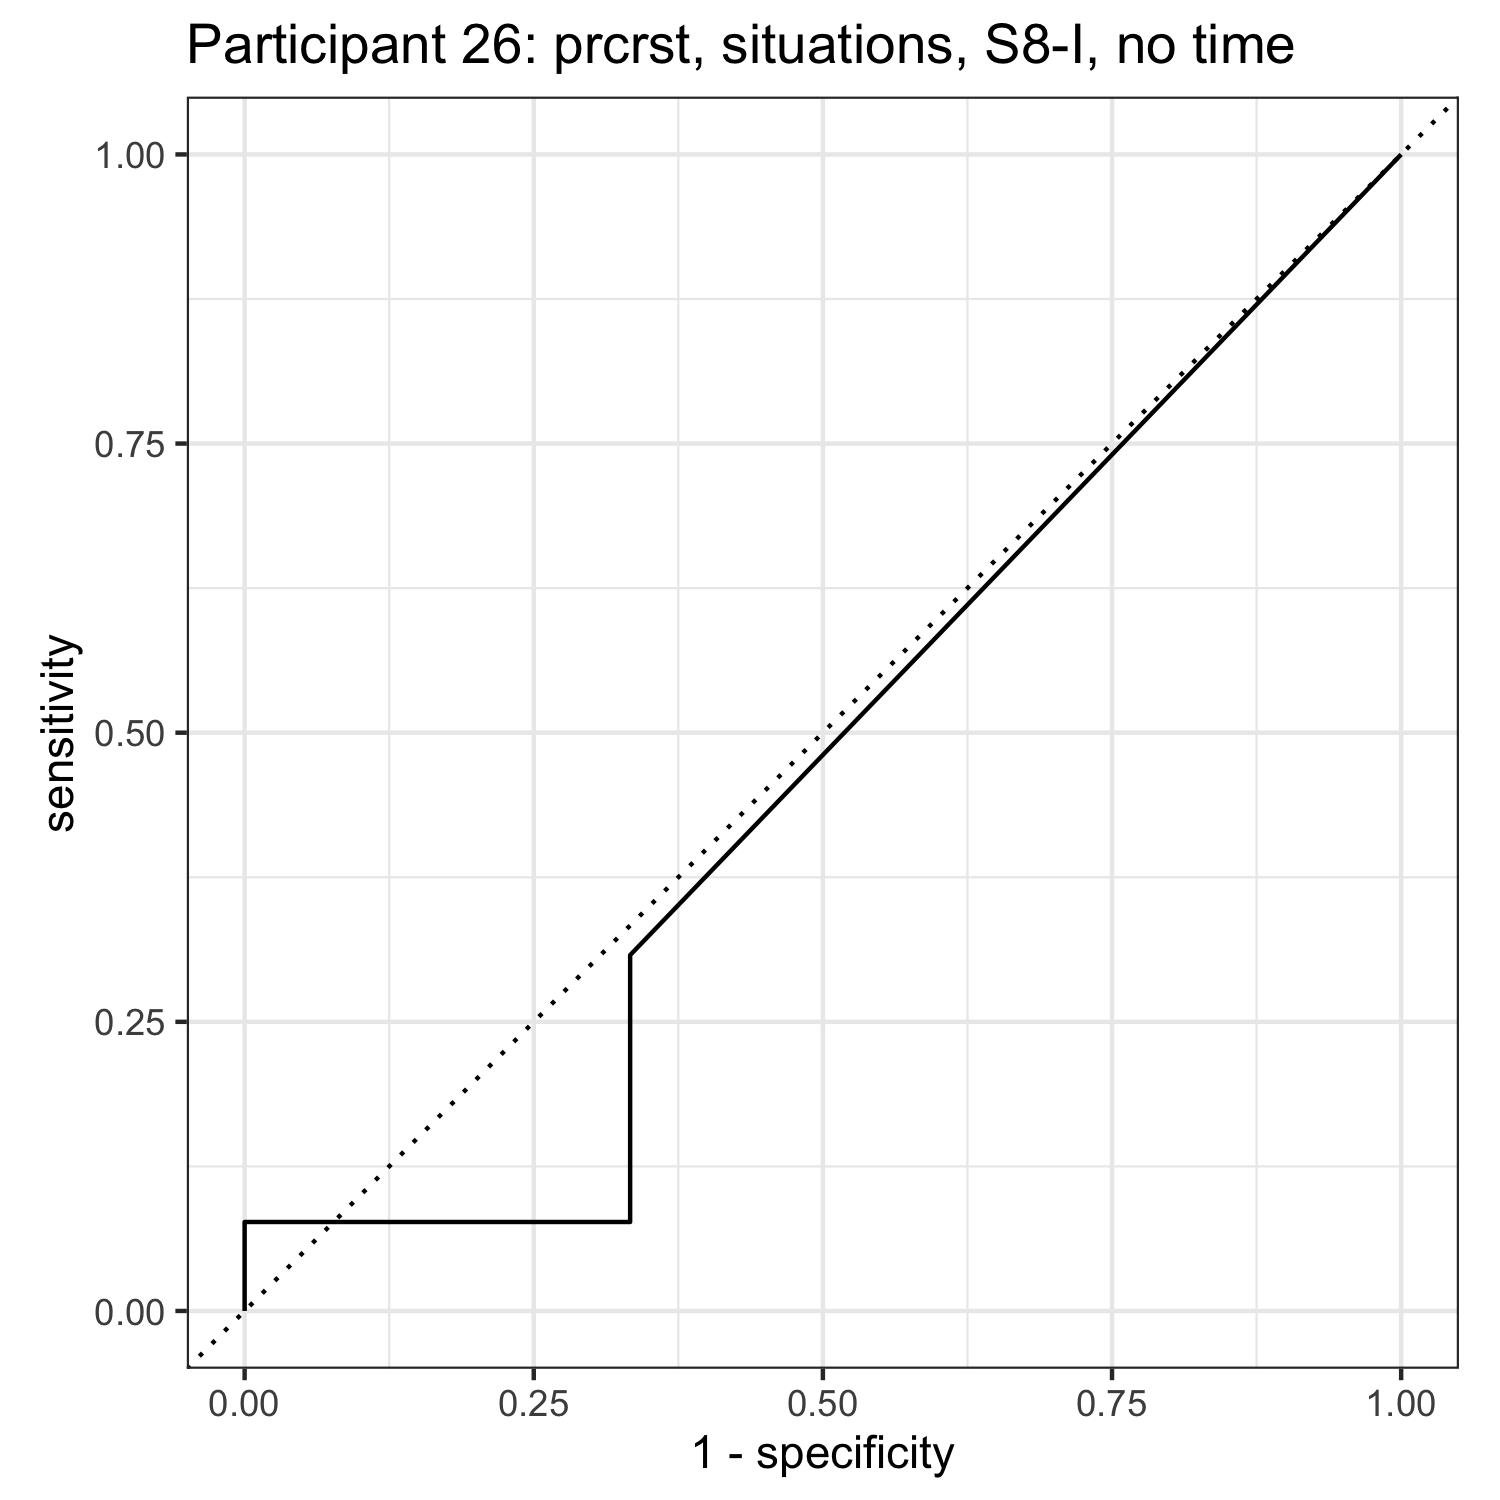 Participant 26: prcrst, situations, S8-I, no time
1.00
0.75
0.50
0.25
0.00
sensitivity
0.00 0.25 0.50 0.75 1.00
1 - specificity